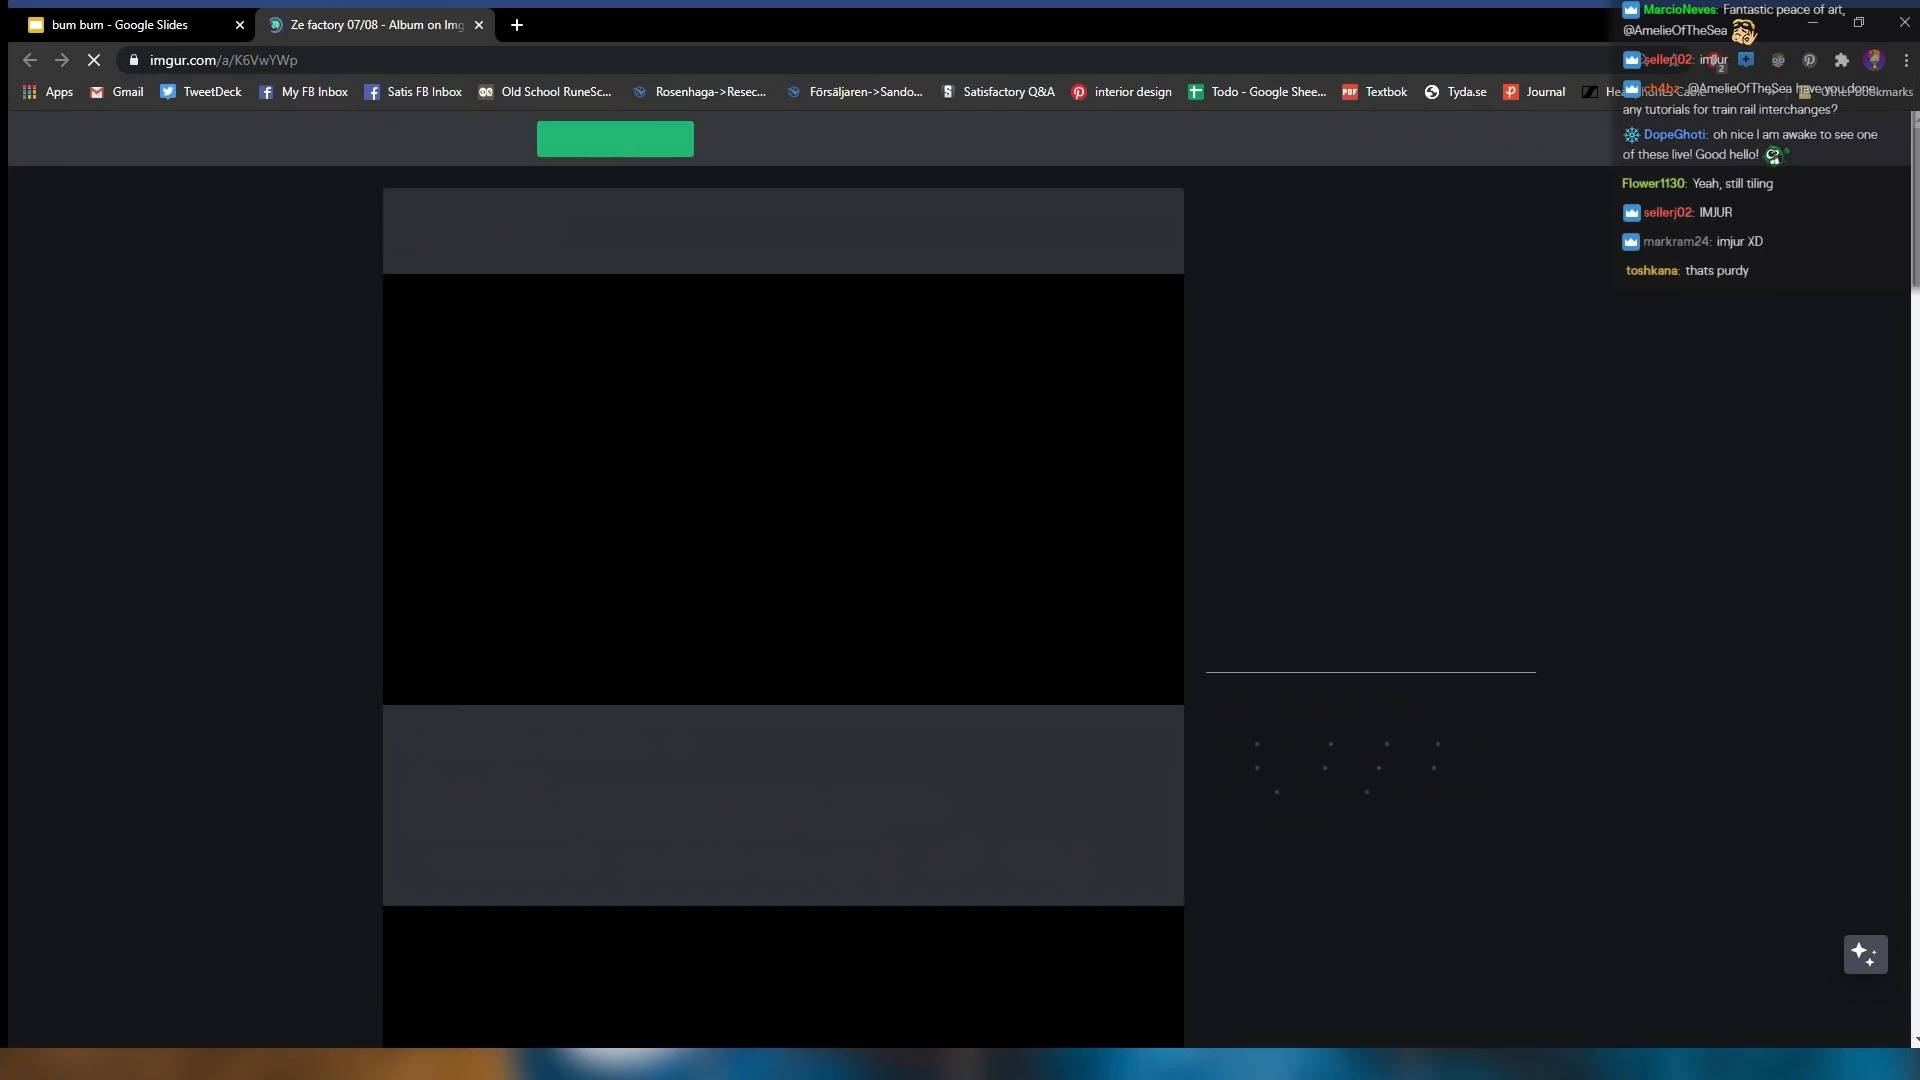 bum bum - Google Slides
Ze factory 07/08 - Album on Img
imgur.com/a/K6VwYWp
Apps
Gmail
TweetDeck
My FB Inbox
Satis FB Inbox
Old School RuneSc...
Rosenhaga->Resec...
Försäljaren->Sando...
Satisfactory Q&A
interior design
Todo - Google Shee...
PDF
Textbok
Tyda.se
Journal
Other bookmarks
MarcioNeves: Fantastic peace of art,
@AmelieOfTheSea
sellerj02: imjur
2
@AmelieOfTheSea have you done
any tutorials for train rail interchanges?
DopeGhoti: oh nice I am awake to see one
of these live! Good hello!
Flower1130: Yeah, still tiling
sellerj02: IMJUR
markram24: imjur XD
toshkana: thats purdy